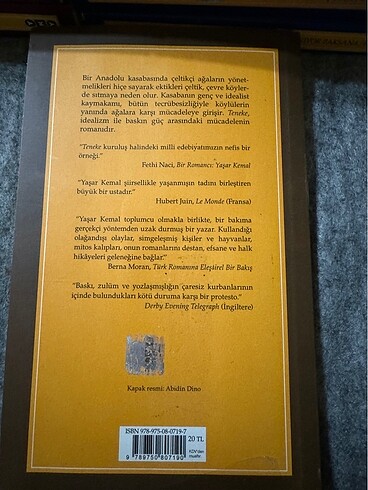 Bir Anadolu kasabasında çeltikçi ağaların yönet-
melikleri hiçe sayarak ektikleri çeltik, çevre köyler-
de sıtmaya neden olur. Kasabanın genç ve idealist
kaymakamı, bütün tecrübesizliğiyle köylülerin
yanında ağalara karşı mücadeleye girişir. Teneke,
idealizm ile baskın güç arasındaki mücadelenin
romanıdır.
"Teneke kuruluş halindeki milli edebiyatımızın nefis bir
örneği."
Fethi Naci, Bir Romancı: Yaşar Kemal
"Yaşar Kemal şiirsellikle yaşanmışın tadını birleştiren
büyük bir ustadır."
Hubert Juin, Le Monde (Fransa)
"Yaşar Kemal toplumcu olmakla birlikte, bir bakıma
gerçekçi yöntemden uzak durmuş bir yazar. Kullandığı
olağandışı olaylar, simgeleşmiş kişiler ve hayvanlar,
mitos kalıpları, onun romanlarını destan, efsane ve halk
hikâyeleri geleneğine bağlar."
Berna Moran, Türk Romanına Eleştirel Bir Bakış
"Baskı, zulüm ve yozlaşmışlığın çaresiz kurbanlarının
içinde bulundukları kötü duruma karşı bir protesto."
Derby Evening Telegraph (İngiltere)
Kapak resmi: Abidin Dino
ISBN 978-975-08-0719-7
20 TL
KDV'den
muaftır.
9 789750 807190